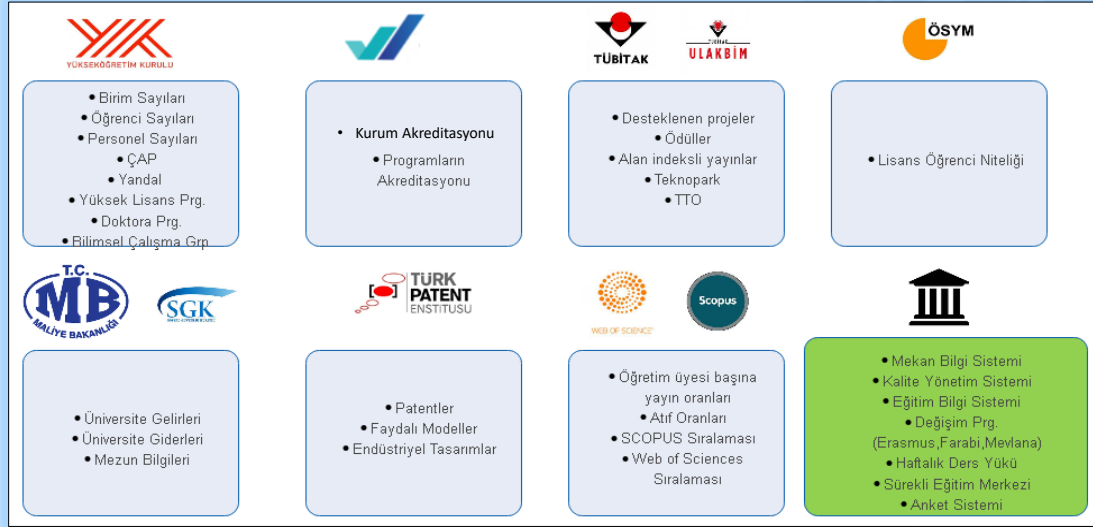 YÜKSEKÖĞRETİM KURULU
• Birim Sayıları
• Öğrenci Sayıları
• Personel Sayıları
• ÇAP
• Yandal
• Yüksek Lisans Prg.
• Doktora Prg.
• Bilimsel Çalışma Grp
• Kurum Akreditasyonu
• Programların
Akreditasyonu
TÜBİTAK
ULAKBİM
• Desteklenen projeler
• Ödüller
• Alan indeksli yayınlar
• Teknopark
• TTO
ÖSYM
• Lisans Öğrenci Niteliği
T.C.
MB
MALİYE BAKANLIĞI
SGK
• Üniversite Gelirleri
• Üniversite Giderleri
• Mezun Bilgileri
TÜRK
PATENT
ENSTITUSU
• Patentler
• Faydalı Modeller
• Endüstriyel Tasarımlar
WEB OF SCIENCE
Scopus
• Öğretim üyesi başına
yayın oranları
• Atıf Oranları
• SCOPUS Sıralaması
• Web of Sciences
Sıralaması
• Mekan Bilgi Sistemi
• Kalite Yönetim Sistemi
• Eğitim Bilgi Sistemi
• Değişim Prg.
(Erasmus,Farabi,Mevlana)
• Haftalık Ders Yükü
• Sürekli Eğitim Merkezi
• Anket Sistemi